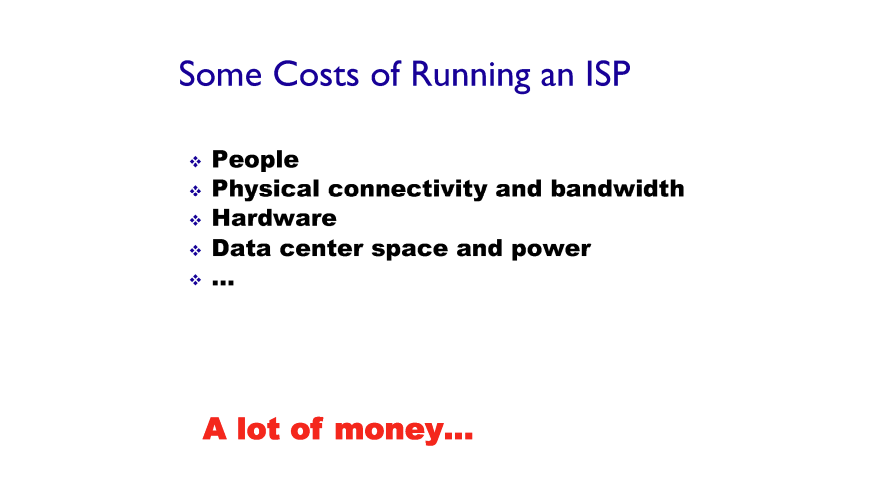 Some Costs of Running an ISP
❖ People
❖ Physical connectivity and bandwidth
❖ Hardware
❖ Data center space and power
❖ ...
A lot of money...